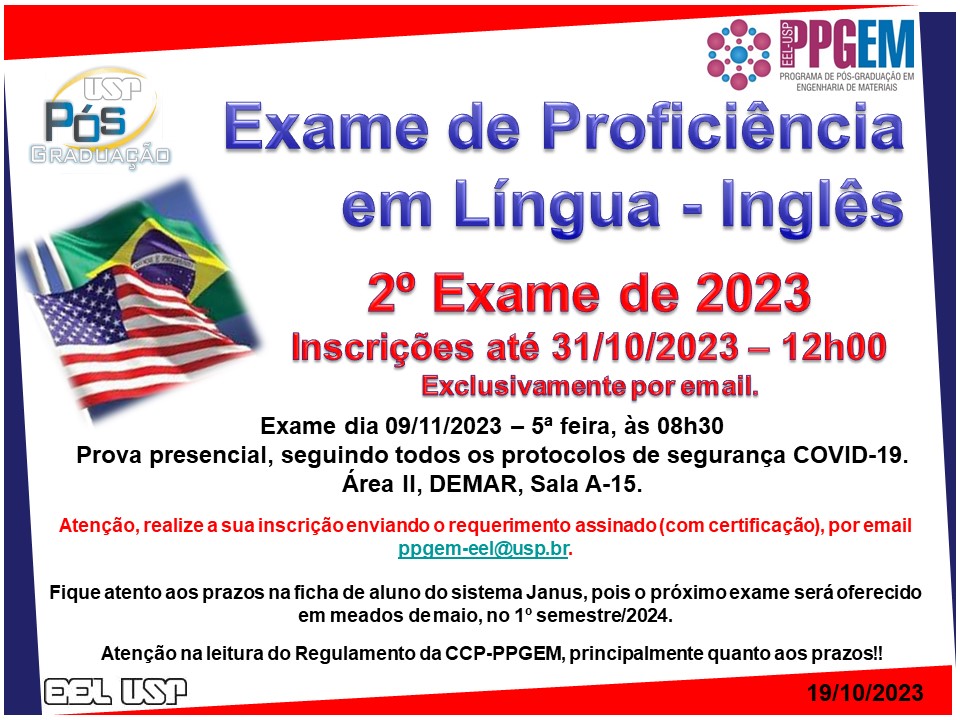 EEL-USP
PPGEM
PROGRAMA DE PÓS-GRADUAÇÃO EM
ENGENHARIA DE MATERIAIS
USP
Pós
GRADUAÇÃO
Exame de Proficiência
em Língua - Inglês
2º Exame de 2023
Inscrições até 31/10/2023 – 12h00
Exclusivamente por email.
Exame dia 09/11/2023 – 5ª feira, às 08h30
Prova presencial, seguindo todos os protocolos de segurança COVID-19.
Área II, DEMAR, Sala A-15.
Atenção, realize a sua inscrição enviando o requerimento assinado (com certificação), por email
ppgem-eel@usp.br.
Fique atento aos prazos na ficha de aluno do sistema Janus, pois o próximo exame será oferecido
em meados de maio, no 1º semestre/2024.
Atenção na leitura do Regulamento da CCP-PPGEM, principalmente quanto aos prazos!!
EEL USP
19/10/2023